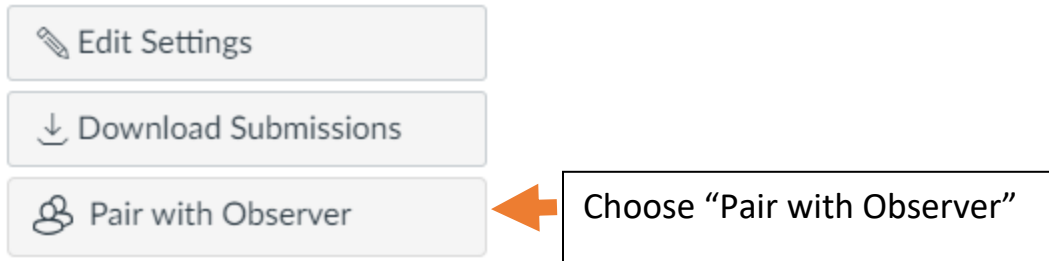 Edit Settings
Download Submissions
Pair with Observer
Choose “Pair with Observer”